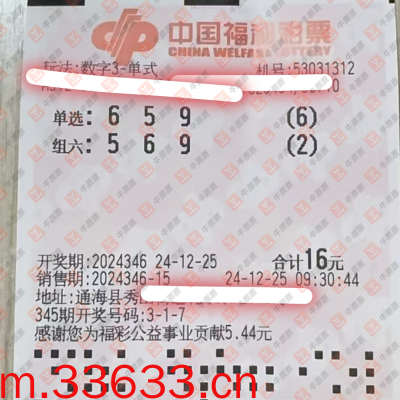 中国福利彩票
CHINA WELFARE LOTTERY
玩法:数字3-单式 机号:53031312
单选: 6 5 9 (6)
组六: 5 6 9 (2)
开奖期:2024346 24-12-25 合计16元
销售期:2024346-15 24-12-25 09:30:44
地址:通海县秀
345期开奖号码:3-1-7
感谢您为福彩公益事业贡献5.44元
m.33633.cn